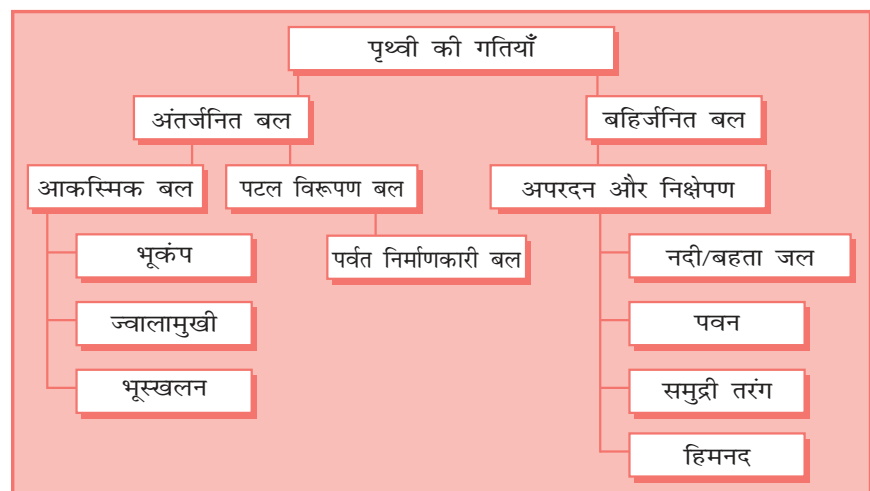 पृथ्वी की गतियाँ
अंतर्जनित बल
बहिर्जनित बल
आकस्मिक बल
पटल विरूपण बल
अपरदन और निक्षेपण
भूकंप
पर्वत निर्माणकारी बल
नदी/बहता जल
ज्वालामुखी
पवन
भूस्खलन
समुद्री तरंग
हिमनद